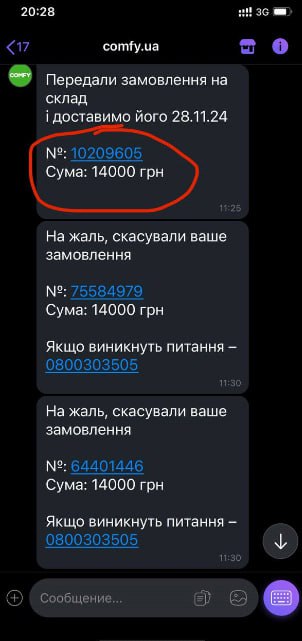 20:28
3G
17
comfy.ua
COMFY
Передали замовлення на
склад
і доставимо його 28.11.24
№: 10209605
Сума: 14000 грн
11:25
На жаль, скасували ваше
замовлення
№: 75584979
Сума: 14000 грн
Якщо виникнуть питання –
0800303505
11:30
На жаль, скасували ваше
замовлення
№: 64401446
Сума: 14000 грн
Якщо виникнуть питання –
0800303505
11:30
Сообщение...